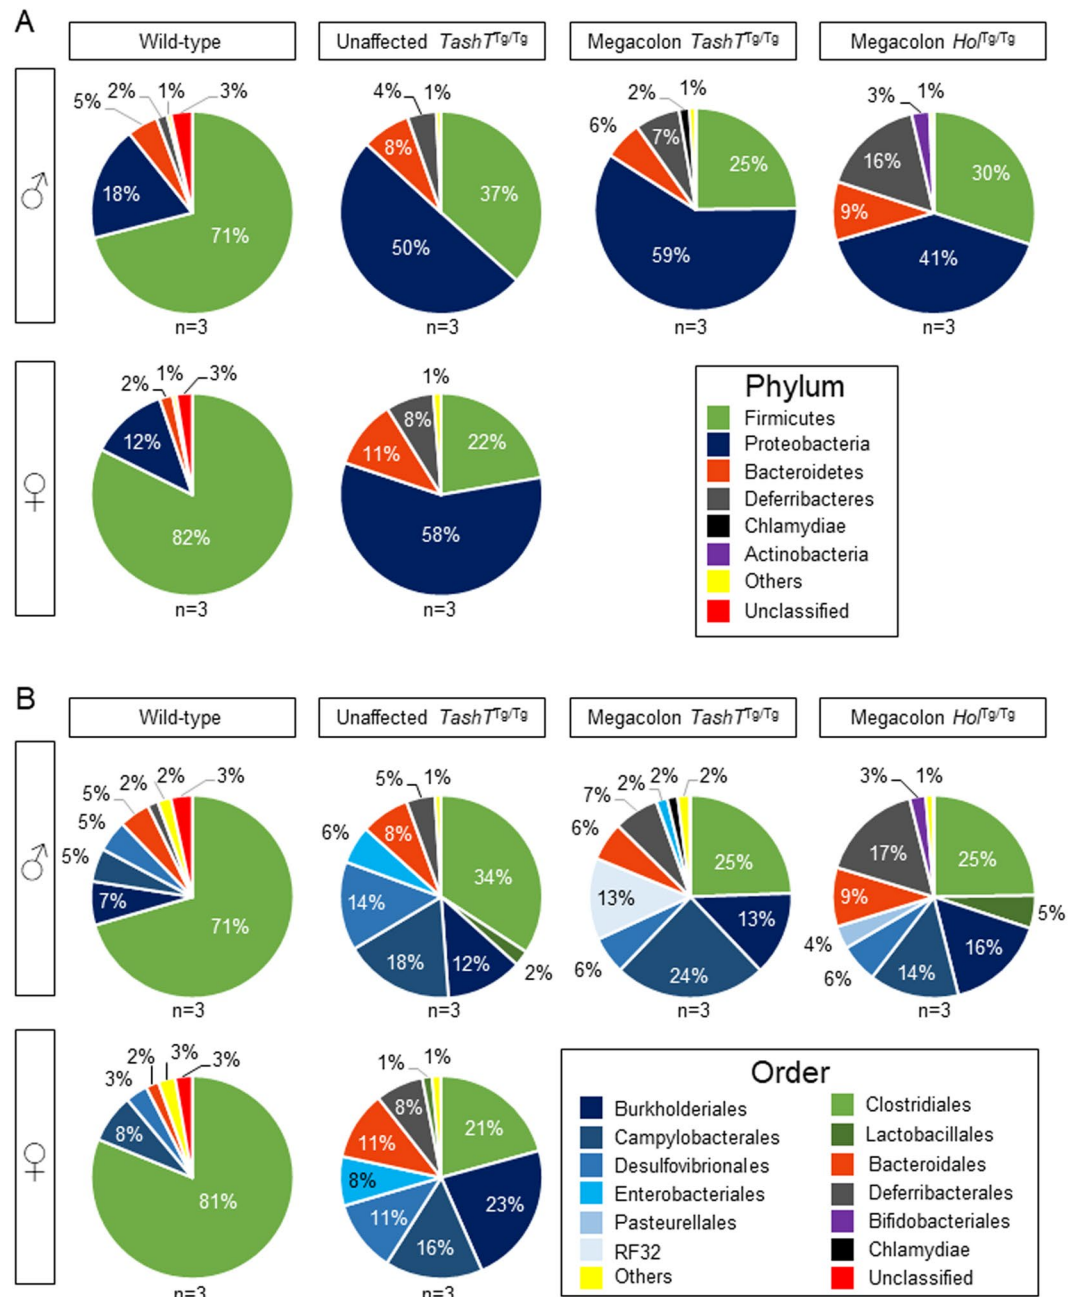 A
Wild-type
Unaffected TashT^Tg/Tg
Megacolon TashT^Tg/Tg
Megacolon Hol^Tg/Tg
♂
5%
2%
1%
3%
18%
71%
n=3
4%
1%
8%
37%
50%
n=3
2%
1%
6%
7%
25%
59%
n=3
3%
1%
16%
30%
9%
41%
n=3
♀
2%
1%
3%
12%
82%
n=3
1%
8%
11%
22%
58%
n=3
Phylum
Firmicutes
Proteobacteria
Bacteroidetes
Deferribacteres
Chlamydiae
Actinobacteria
Others
Unclassified
B
Wild-type
Unaffected TashT^Tg/Tg
Megacolon TashT^Tg/Tg
Megacolon Hol^Tg/Tg
♂
5%
2%
2%
3%
5%
5%
7%
71%
n=3
5%
1%
6%
8%
14%
34%
18%
12%
2%
n=3
7%
2%
2%
2%
6%
13%
25%
13%
6%
24%
n=3
3%
1%
17%
25%
9%
5%
4%
16%
6%
14%
n=3
♀
3%
2%
3%
3%
8%
81%
n=3
1%
1%
8%
11%
21%
8%
23%
11%
16%
n=3
Order
Burkholderiales
Campylobacterales
Desulfovibrionales
Enterobacteriales
Pasteurellales
RF32
Others
Clostridiales
Lactobacillales
Bacteroidales
Deferribacterales
Bifidobacteriales
Chlamydiae
Unclassified